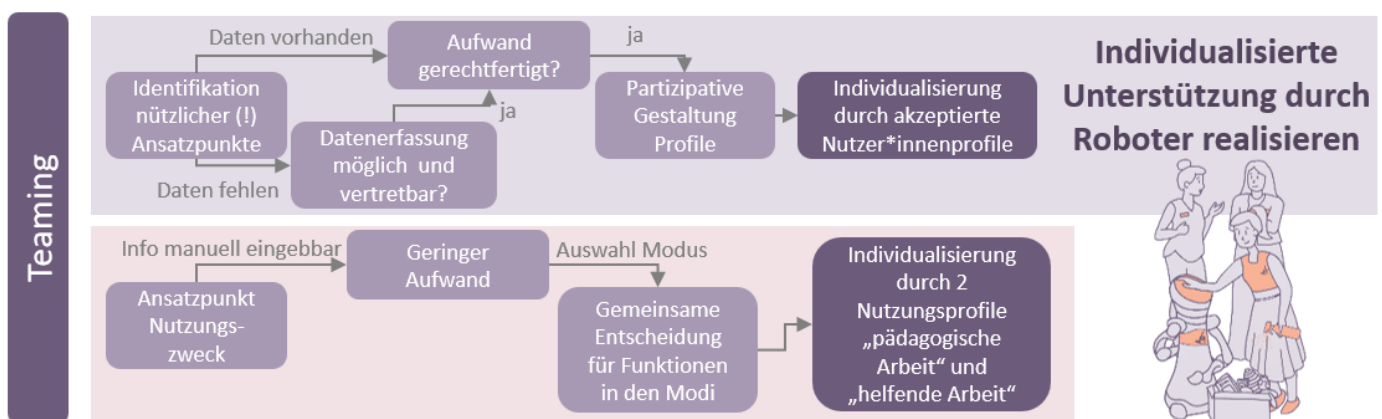 Teaming
Daten vorhanden
Aufwand
gerechtfertigt?
ja
Identifikation
nützlicher (!)
Ansatzpunkte
Daten fehlen
Datenerfassung
möglich und
vertretbar?
ja
Partizipative
Gestaltung
Profile
Individualisierung
durch akzeptierte
Nutzer*innenprofile
Individualisierte
Unterstützung durch
Roboter realisieren
Info manuell eingebbar
Ansatzpunkt
Nutzungs-
zweck
Geringer
Aufwand
Auswahl Modus
Gemeinsame
Entscheidung
für Funktionen
in den Modi
Individualisierung
durch 2
Nutzungsprofile
„pädagogische
Arbeit“ und
„helfende Arbeit“